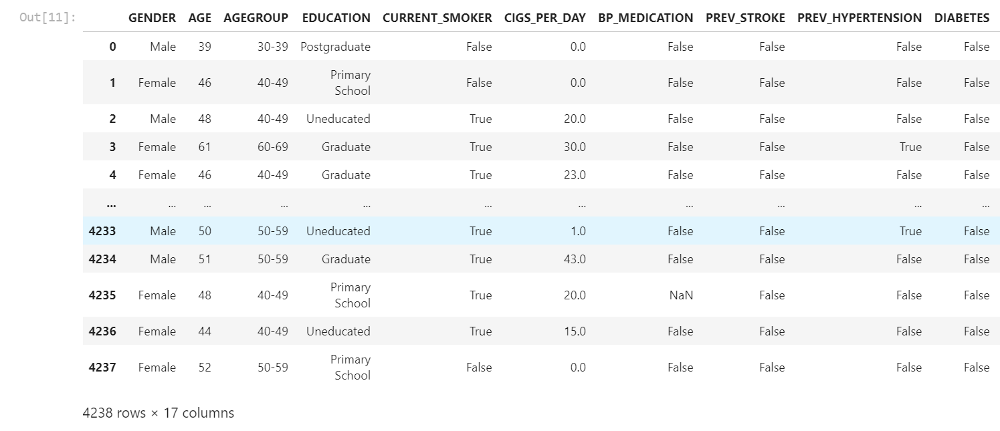 Out[11]:
GENDER AGE AGEGROUP EDUCATION CURRENT_SMOKER CIGS_PER_DAY BP_MEDICATION PREV_STROKE PREV_HYPERTENSION DIABETES
0 Male 39 30-39 Postgraduate False 0.0 False False False False
1 Female 46 40-49 Primary School False 0.0 False False False False
2 Male 48 40-49 Uneducated True 20.0 False False False False
3 Female 61 60-69 Graduate True 30.0 False False True False
4 Female 46 40-49 Graduate True 23.0 False False False False
... ... ... ... ... ... ... ... ... ... ...
4233 Male 50 50-59 Uneducated True 1.0 False False True False
4234 Male 51 50-59 Graduate True 43.0 False False False False
4235 Female 48 40-49 Primary School True 20.0 NaN False False False
4236 Female 44 40-49 Uneducated True 15.0 False False False False
4237 Female 52 50-59 Primary School False 0.0 False False False False
4238 rows × 17 columns